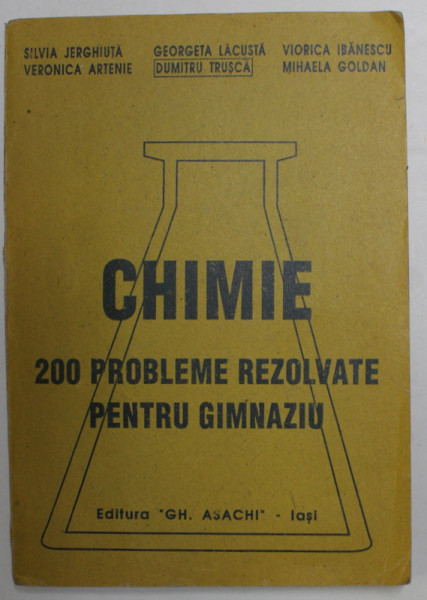 SILVIA JERGHIUȚĂ GEORGETA LĂCUSTĂ VIORICA IBĂNESCU
VERONICA ARTENIE DUMITRU TRUȘCĂ MIHAELA GOLDAN
CHIMIE
200 PROBLEME REZOLVATE
PENTRU GIMNAZIU
Editura "GH. ASACHI" - Iași